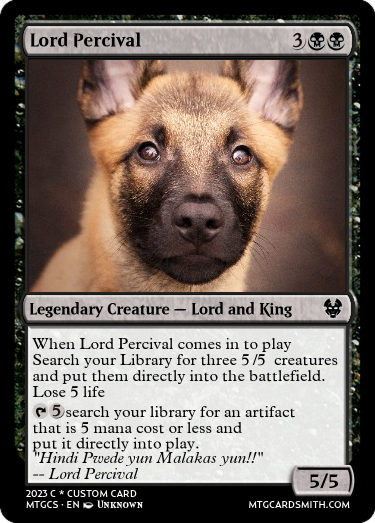 Lord Percival 3
Legendary Creature — Lord and King
When Lord Percival comes in to play
Search your Library for three 5 /5 creatures
and put them directly into the battlefield.
Lose 5 life
5 search your library for an artifact
that is 5 mana cost or less and
put it directly into play.
"Hindi Pwede yun Malakas yun!!"
-- Lord Percival
5/5
2023 C * CUSTOM CARD
MTGCS · EN Unknown
MTGCARDSMITH.COM